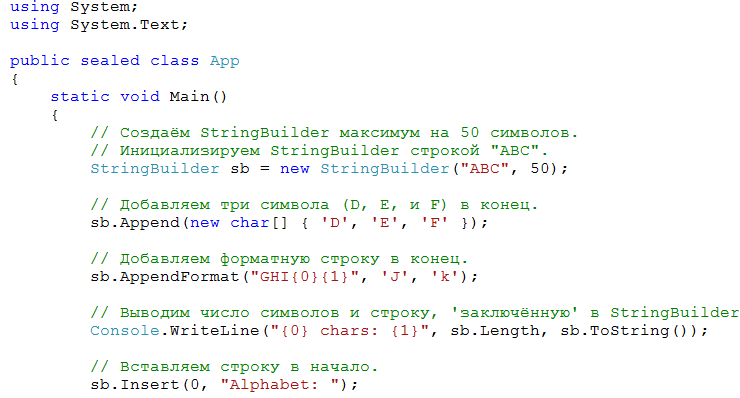 using System;
using System.Text;
public sealed class App
{
static void Main()
{
// Создаём StringBuilder максимум на 50 символов.
// Инициализируем StringBuilder строкой "ABC".
StringBuilder sb = new StringBuilder("ABC", 50);
// Добавляем три символа (D, E, и F) в конец.
sb.Append(new char[] { 'D', 'E', 'F' });
// Добавляем форматную строку в конец.
sb.AppendFormat("GHI{0}{1}", 'J', 'k');
// Выводим число символов и строку, 'заключённую' в StringBuilder
Console.WriteLine("{0} chars: {1}", sb.Length, sb.ToString());
// Вставляем строку в начало.
sb.Insert(0, "Alphabet: ");